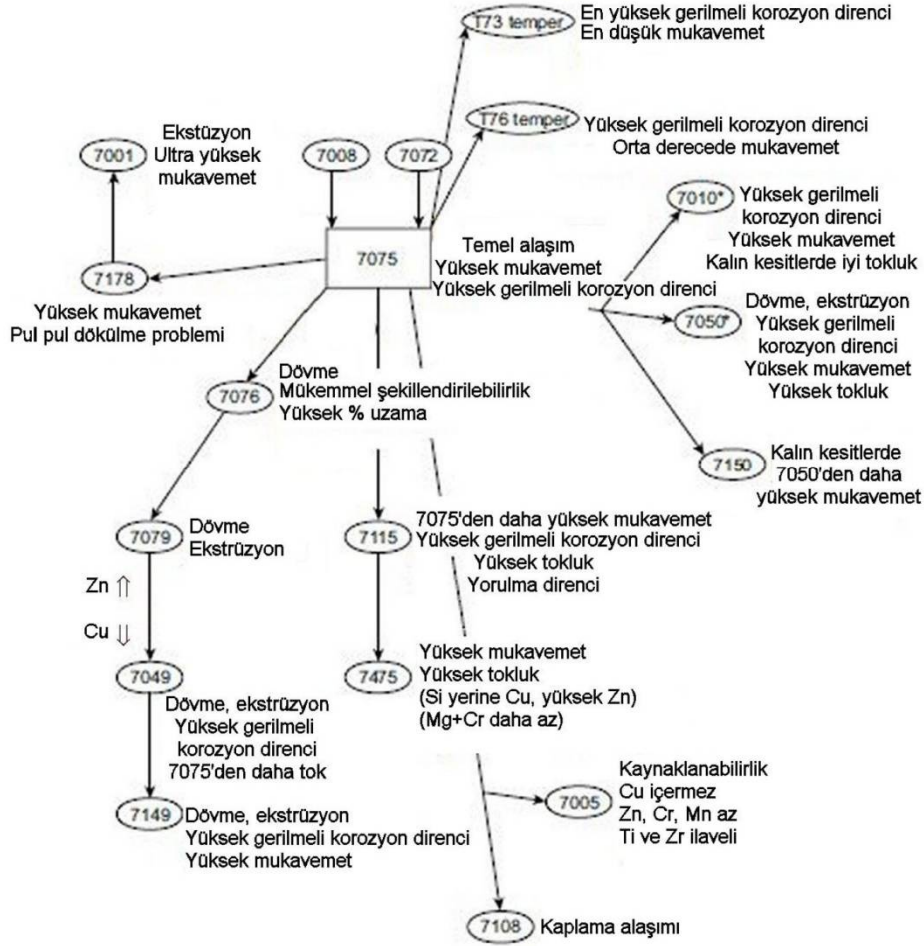 T73 temper
En yüksek gerilmeli korozyon direnci
En düşük mukavemet
T76 temper
Yüksek gerilmeli korozyon direnci
Orta derecede mukavemet
7001
Ekstüzyon
Ultra yüksek
mukavemet
7008
7072
7010*
Yüksek gerilmeli
korozyon direnci
Yüksek mukavemet
Kalın kesitlerde iyi tokluk
7075
Temel alaşım
Yüksek mukavemet
Yüksek gerilmeli korozyon direnci
7178
Yüksek mukavemet
Pul pul dökülme problemi
7050*
Dövme, ekstrüzyon
Yüksek gerilmeli
korozyon direnci
Yüksek mukavemet
Yüksek tokluk
7076
Dövme
Mükemmel şekillendirilebilirlik
Yüksek % uzama
7150
Kalın kesitlerde
7050'den daha
yüksek mukavemet
7079
Dövme
Ekstrüzyon
7115
7075'den daha yüksek mukavemet
Yüksek gerilmeli korozyon direnci
Yüksek tokluk
Yorulma direnci
Zn ⇑
Cu ⇓
7049
Dövme, ekstrüzyon
Yüksek gerilmeli
korozyon direnci
7075'den daha tok
7475
Yüksek mukavemet
Yüksek tokluk
(Si yerine Cu, yüksek Zn)
(Mg+Cr daha az)
7149
Dövme, ekstrüzyon
Yüksek gerilmeli korozyon direnci
Yüksek mukavemet
7005
Kaynaklanabilirlik
Cu içermez
Zn, Cr, Mn az
Ti ve Zr ilaveli
7108
Kaplama alaşımı